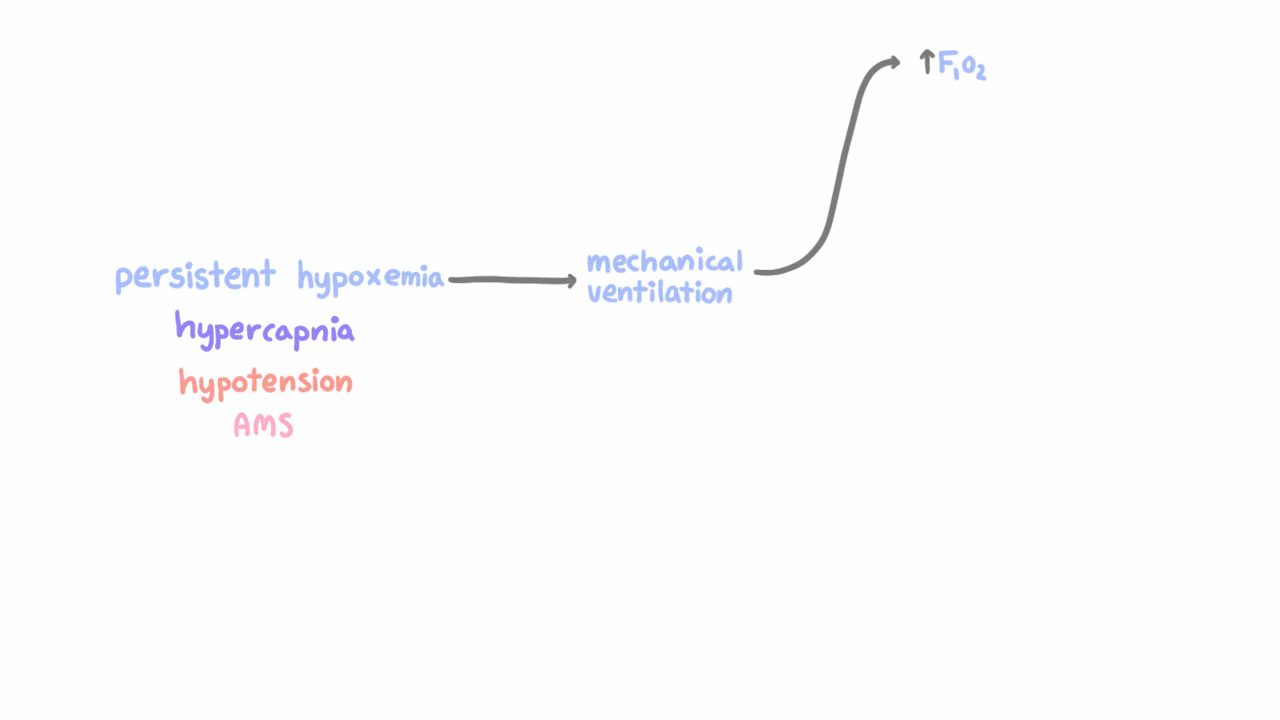 ↑FIO2
persistent hypoxemia
mechanical
ventilation
hypercapnia
hypotension
AMS